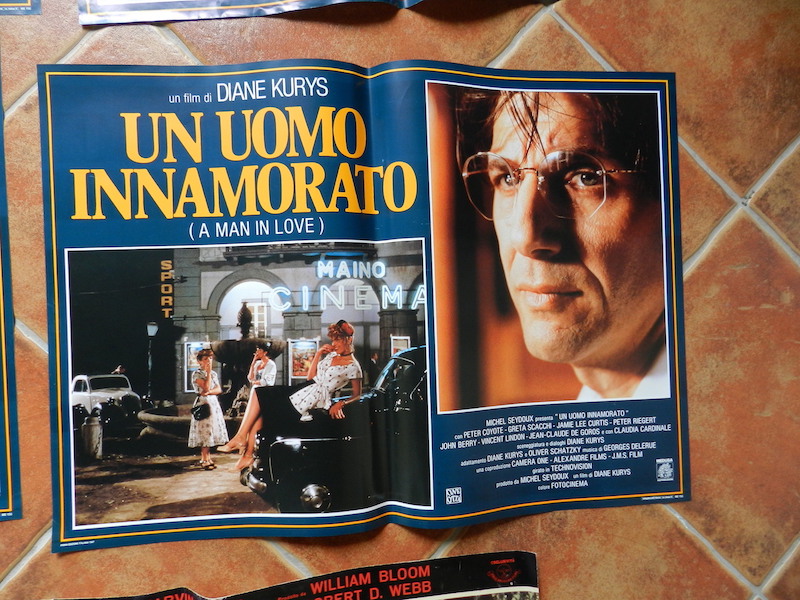 un film di DIANE KURYS
UN UOMO
INNAMORATO
( A MAN IN LOVE )
SPORT.
MAINO
CINEMA
MICHEL SEYDOUX presenta " UN UOMO INNAMORATO "
con PETER COYOTE - GRETA SCACCHI - JAMIE LEE CURTIS - PETER RIEGERT
JOHN BERRY - VINCENT LINDON - JEAN-CLAUDE DE GOROS e con CLAUDIA CARDINALE
sceneggiatura e dialoghi DIANE KURYS
adattamento DIANE KURYS e OLIVER SCHATZKY musica di GEORGES DELERUE
una coproduzione CAMERA ONE - ALEXANDRE FILMS - J.M.S. FILM
girato in TECHNOVISION
prodotto da MICHEL SEYDOUX un film di DIANE KURYS
colore FOTOCINEMA
WILLIAM BLOOM
D. WEBB